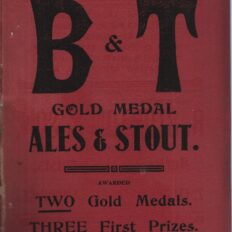 B & T
GOLD MEDAL
ALES & STOUT.
AWARDED
TWO Gold Medals.
THREE First Prizes.